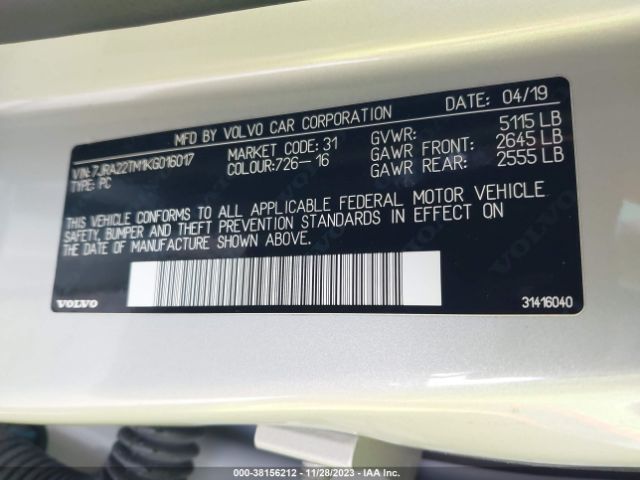 MFD BY VOLVO CAR CORPORATION DATE: 04/19
VIN:7JRA22TM1KG016017 MARKET CODE: 31 GVWR: 5115 LB
TYPE: PC COLOUR:726-16 GAWR FRONT: 2645 LB
GAWR REAR: 2555 LB
THIS VEHICLE CONFORMS TO ALL APPLICABLE FEDERAL MOTOR VEHICLE
SAFETY, BUMPER AND THEFT PREVENTION STANDARDS IN EFFECT ON
THE DATE OF MANUFACTURE SHOWN ABOVE.
VOLVO 31416040
000-38156212 - 11/28/2023 - IAA Inc.